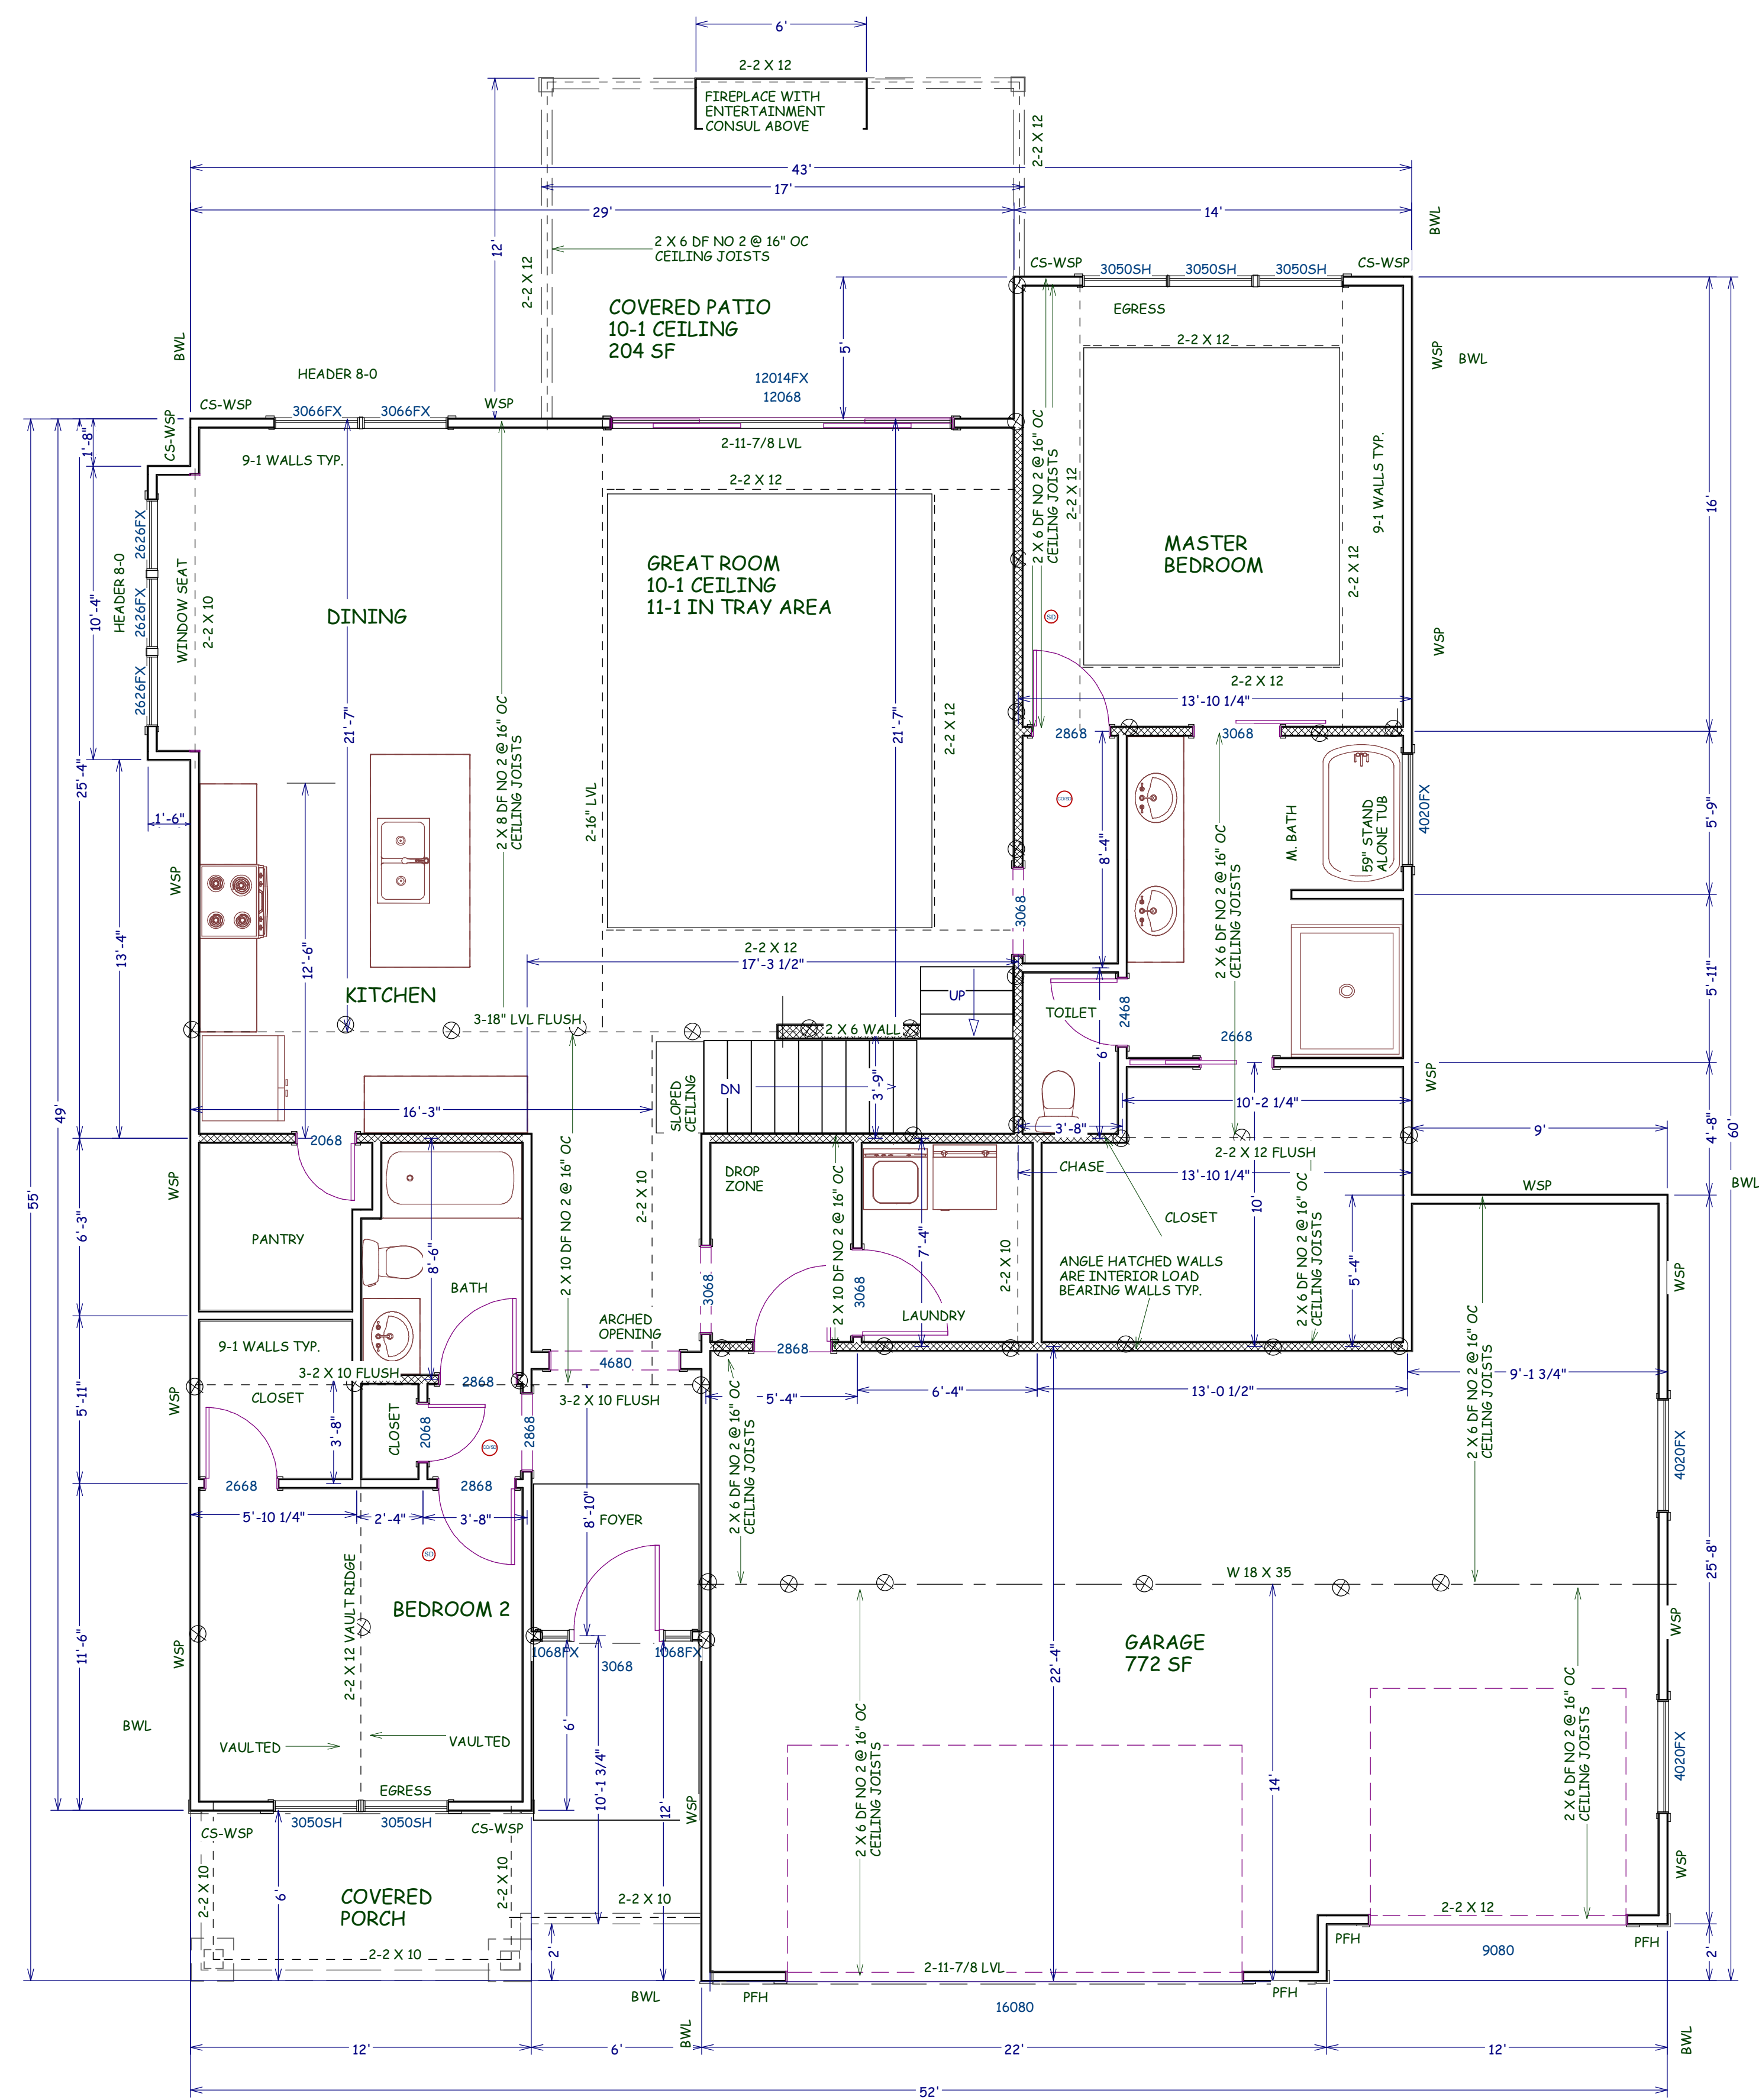 6'
2-2 X 12
FIREPLACE WITH
ENTERTAINMENT
CONSUL ABOVE
2-2 X 12
43'
17'
29'
14'
BWL
12'
2 X 6 DF NO 2 @ 16" OC
CEILING JOISTS
2-2 X 12
CS-WSP
3050SH
3050SH
3050SH
CS-WSP
EGRESS
COVERED PATIO
10-1 CEILING
204 SF
5'
BWL
2-2 X 12
WSP
BWL
HEADER 8-0
12014FX
12068
CS-WSP
3066FX
3066FX
WSP
CS-WSP
1'-8"
9-1 WALLS TYP.
2-11-7/8 LVL
2-2 X 12
2 X 6 DF NO 2 @ 16" OC
CEILING JOISTS
2-2 X 12
9-1 WALLS TYP.
16'
2626FX
2626FX
2626FX
HEADER 8-0
10'-4"
WINDOW SEAT
2-2 X 10
GREAT ROOM
10-1 CEILING
11-1 IN TRAY AREA
MASTER
BEDROOM
2-2 X 12
DINING
SD
WSP
2-2 X 12
13'-10 1/4"
21'-7"
2 X 8 DF NO 2 @ 16" OC
CEILING JOISTS
21'-7"
2-2 X 12
2868
3068
25'-4"
1'-6"
2-16" LVL
CO/SD
8'-4"
M. BATH
59" STAND
ALONE TUB
4020FX
5'-9"
WSP
13'-4"
12'-6"
3068
2 X 6 DF NO 2 @ 16" OC
CEILING JOISTS
2-2 X 12
17'-3 1/2"
5'-11"
KITCHEN
UP
TOILET
2468
3-18" LVL FLUSH
2 X 6 WALL
2668
6'
DN
3'-9"
SLOPED
CEILING
WSP
16'-3"
10'-2 1/4"
3'-8"
4'-8"
9'
49'
2068
2-2 X 12 FLUSH
CHASE
13'-10 1/4"
DROP
ZONE
WSP
WSP
BWL
55'
60'
2 X 10 DF NO 2 @ 16" OC
2-2 X 10
2 X 10 DF NO 2 @ 16" OC
7'-4"
10'
CLOSET
6'-3"
PANTRY
8'-6"
BATH
2-2 X 10
ANGLE HATCHED WALLS
ARE INTERIOR LOAD
BEARING WALLS TYP.
2 X 6 DF NO 2 @ 16" OC
CEILING JOISTS
5'-4"
WSP
3068
3068
LAUNDRY
ARCHED
OPENING
9-1 WALLS TYP.
4680
2868
3-2 X 10 FLUSH
2868
3-2 X 10 FLUSH
9'-1 3/4"
WSP
5'-11"
CLOSET
5'-4"
6'-4"
13'-0 1/2"
3'-8"
CLOSET
2068
CO/SD
2868
2 X 6 DF NO 2 @ 16" OC
CEILING JOISTS
2 X 6 DF NO 2 @ 16" OC
CEILING JOISTS
4020FX
2668
2868
5'-10 1/4"
2'-4"
3'-8"
8'-10"
FOYER
SD
25'-8"
W 18 X 35
2-2 X 12 VAULT RIDGE
BEDROOM 2
11'-6"
WSP
WSP
1068FX
3068
1068FX
GARAGE
772 SF
22'-4"
BWL
VAULTED
VAULTED
6'
10'-1 3/4"
12'
14'
2 X 6 DF NO 2 @ 16" OC
CEILING JOISTS
2 X 6 DF NO 2 @ 16" OC
CEILING JOISTS
4020FX
EGRESS
3050SH
3050SH
WSP
CS-WSP
CS-WSP
WSP
2-2 X 10
6'
COVERED
PORCH
2-2 X 10
2-2 X 10
2-2 X 12
2-2 X 10
2'
PFH
9080
PFH
2'
2-11-7/8 LVL
BWL
PFH
16080
PFH
12'
6'
BWL
22'
12'
BWL
52'